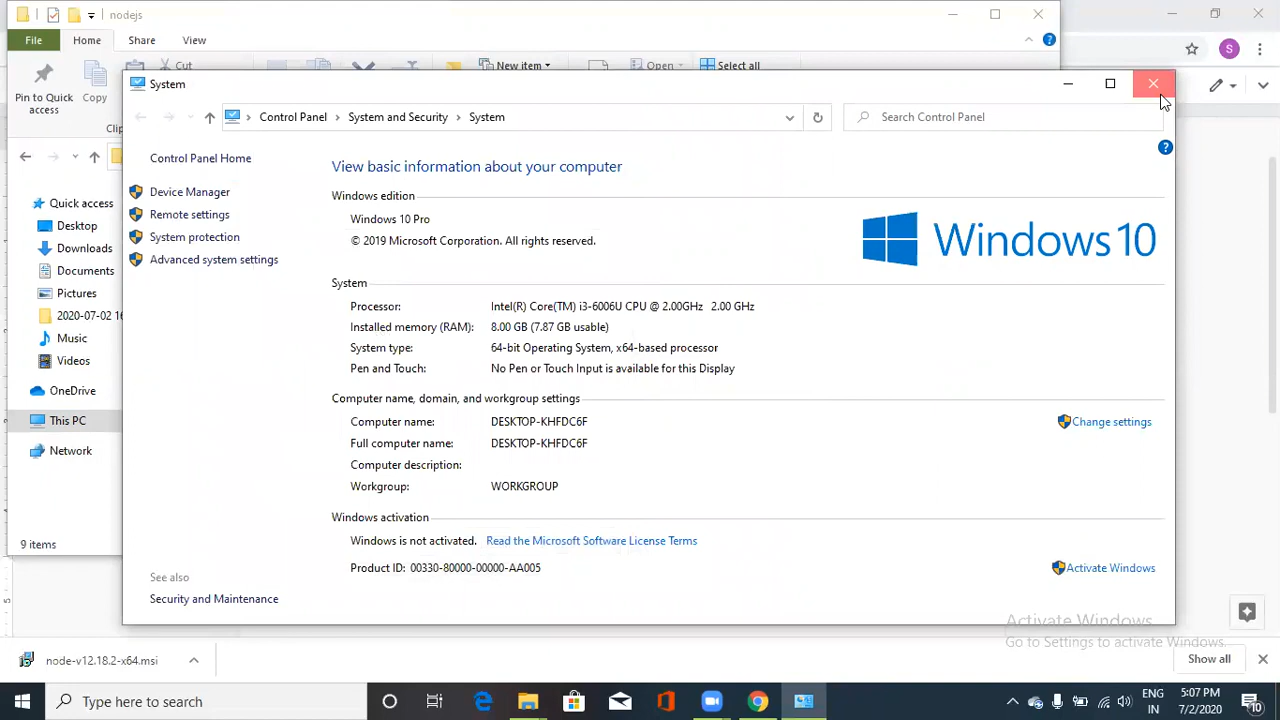 nodejs
File Home Share View
Pin to Quick access
Copy
Cut
New item
Open
Select all
System
Control Panel > System and Security > System
Search Control Panel
Control Panel Home
Device Manager
Remote settings
System protection
Advanced system settings
See also
Security and Maintenance
View basic information about your computer
Windows edition
Windows 10 Pro
© 2019 Microsoft Corporation. All rights reserved.
Windows 10
System
Processor: Intel(R) Core(TM) i3-6006U CPU @ 2.00GHz 2.00 GHz
Installed memory (RAM): 8.00 GB (7.87 GB usable)
System type: 64-bit Operating System, x64-based processor
Pen and Touch: No Pen or Touch Input is available for this Display
Computer name, domain, and workgroup settings
Computer name: DESKTOP-KHFDC6F
Change settings
Full computer name: DESKTOP-KHFDC6F
Computer description:
Workgroup: WORKGROUP
Windows activation
Windows is not activated. Read the Microsoft Software License Terms
Product ID: 00330-80000-00000-AA005
Activate Windows
Quick access
Desktop
Downloads
Documents
Pictures
2020-07-02 16
Music
Videos
OneDrive
This PC
Network
9 items
S
Activate Windows
Go to Settings to activate Windows.
node-v12.18.2-x64.msi
Show all
Type here to search
ENG
IN
5:07 PM
7/2/2020
10